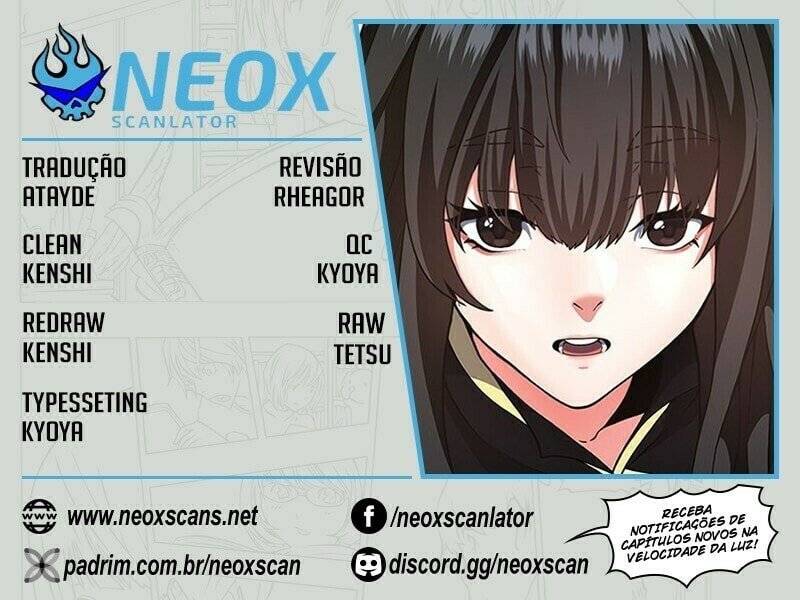 NEOX
SCANLATOR
TRADUÇÃO
ATAYDE
REVISÃO
RHEAGOR
CLEAN
KENSHI
QC
KYOYA
REDRAW
KENSHI
RAW
TETSU
TYPESSETING
KYOYA
www www.neoxscans.net
f /neoxscanlator
padrim.com.br/neoxscan
discord.gg/neoxscan
RECEBA
NOTIFICAÇÕES DE
CAPÍTULOS NOVOS NA
VELOCIDADE DA LUZ!